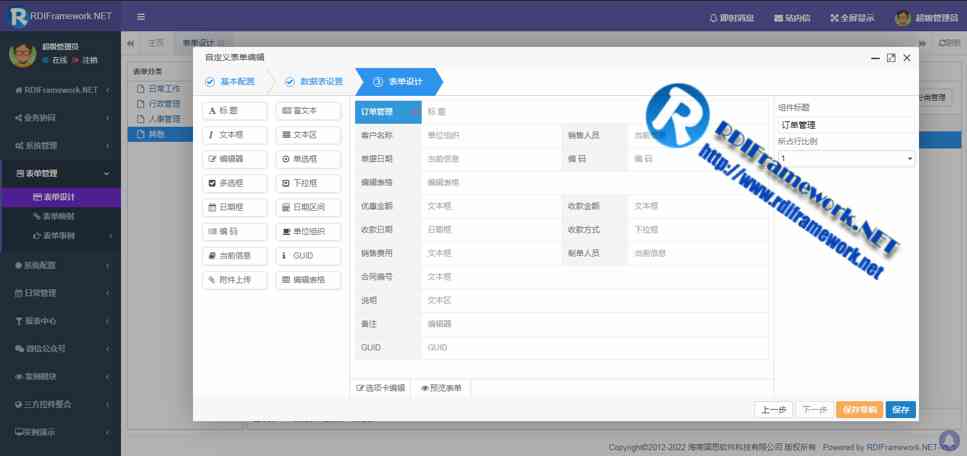 RDIFramework.NET
即时消息
站内信
全屏显示
超级管理员
超级管理员
在线
注销
主页
表单设计
刷新
RDIFramework.NET
业务协同
系统管理
表单管理
表单设计
表单映射
表单事例
系统配置
日常管理
报表中心
微信公众号
案例模块
三方控件整合
实例演示
表单分类
日常工作
行政管理
人事管理
其他
分类管理
自定义表单编辑
基本配置
数据表设置
3 表单设计
标 题
富文本
文本框
文本区
编辑器
单选框
多选框
下拉框
日期框
日期区间
编 码
单位组织
当前信息
GUID
附件上传
编辑表格
订单管理
标 题
客户名称
单位组织
销售人员
当前信息
单据日期
当前信息
编 码
编 码
编辑表格
编辑表格
优惠金额
文本框
收款金额
文本框
收款日期
日期框
收款方式
下拉框
销售费用
文本框
制单人员
当前信息
合同编号
文本框
说明
文本区
备注
编辑器
GUID
GUID
选项卡编辑
预览表单
组件标题
订单管理
所占行比例
1
RDIFramework.NET
http://www.rdiframework.net
上一步
下一步
保存草稿
保存
Copyright©2012-2022 海南国思软件科技有限公司 版权所有 · Powered by RDIFramework.NET